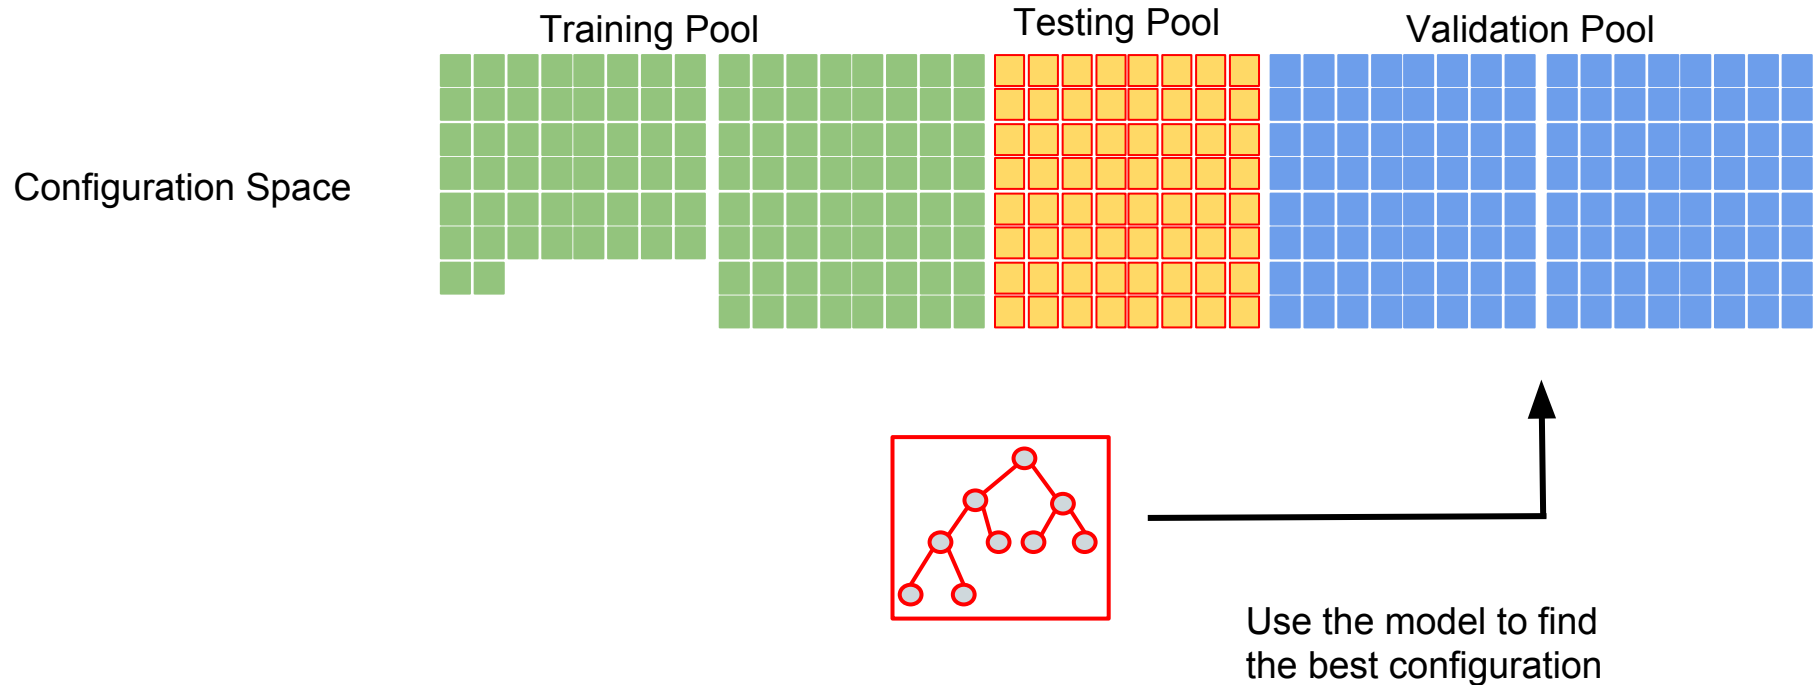 Training Pool
Testing Pool
Validation Pool
Configuration Space
Use the model to find
the best configuration